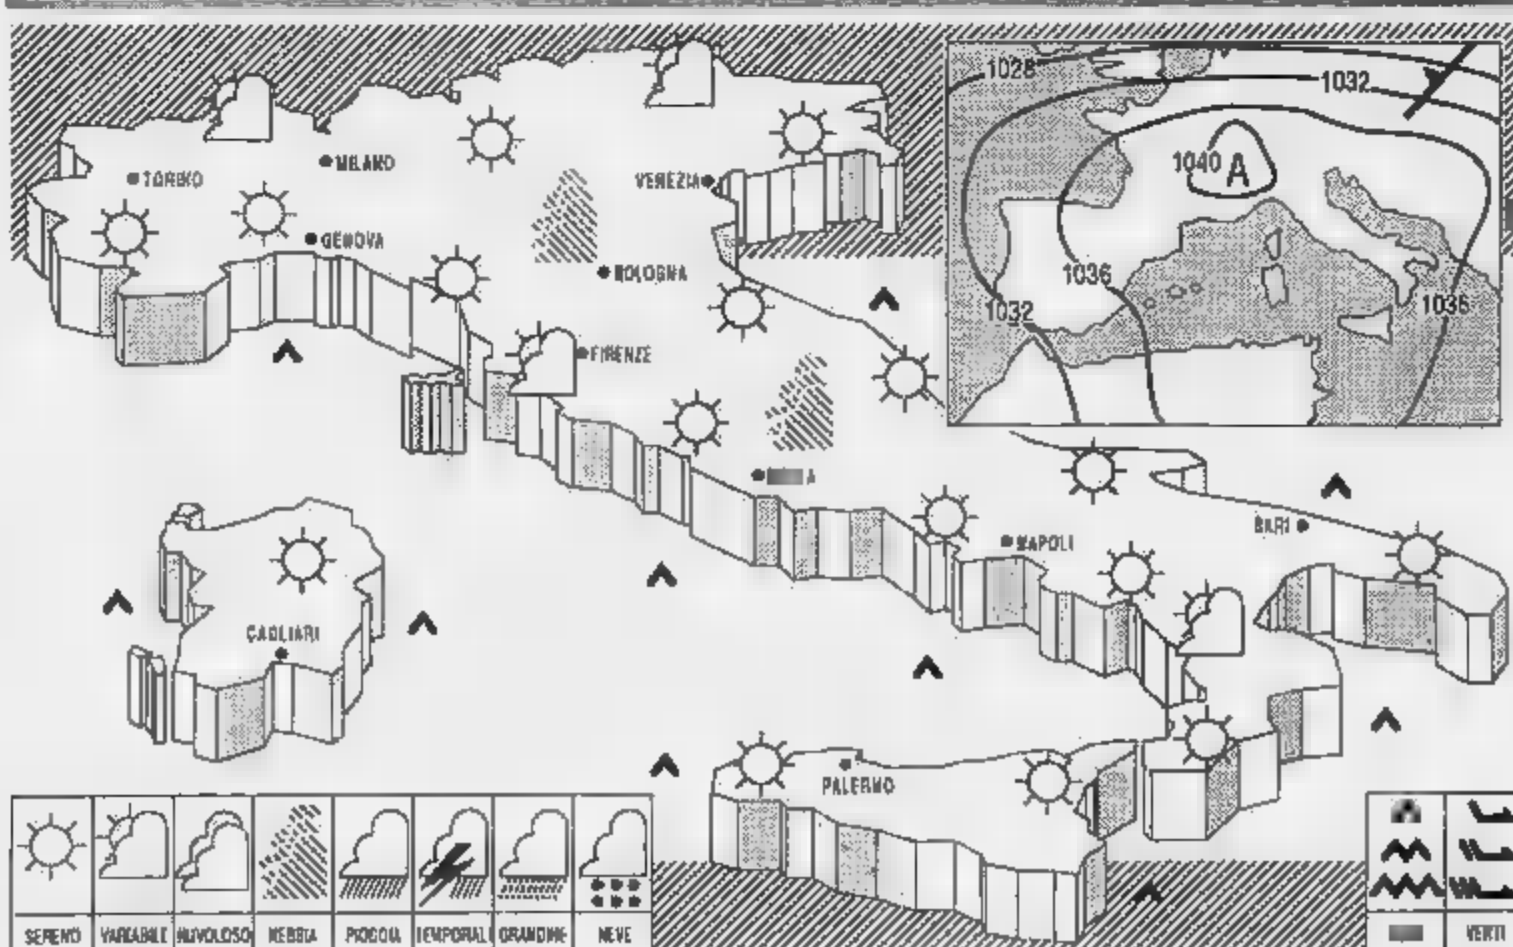 1028
1032
1040 A
TORINO
MILANO
VENEZIA
GENOVA
BOLOGNA
1036
1032
1036
FIRENZE
BARI
NAPOLI
CAGLIARI
PALERMO
SERENO VARIABILE NUVOLOSO NEBBIA PIOGGIA TEMPORALI GRANDINE NEVE
VENTI